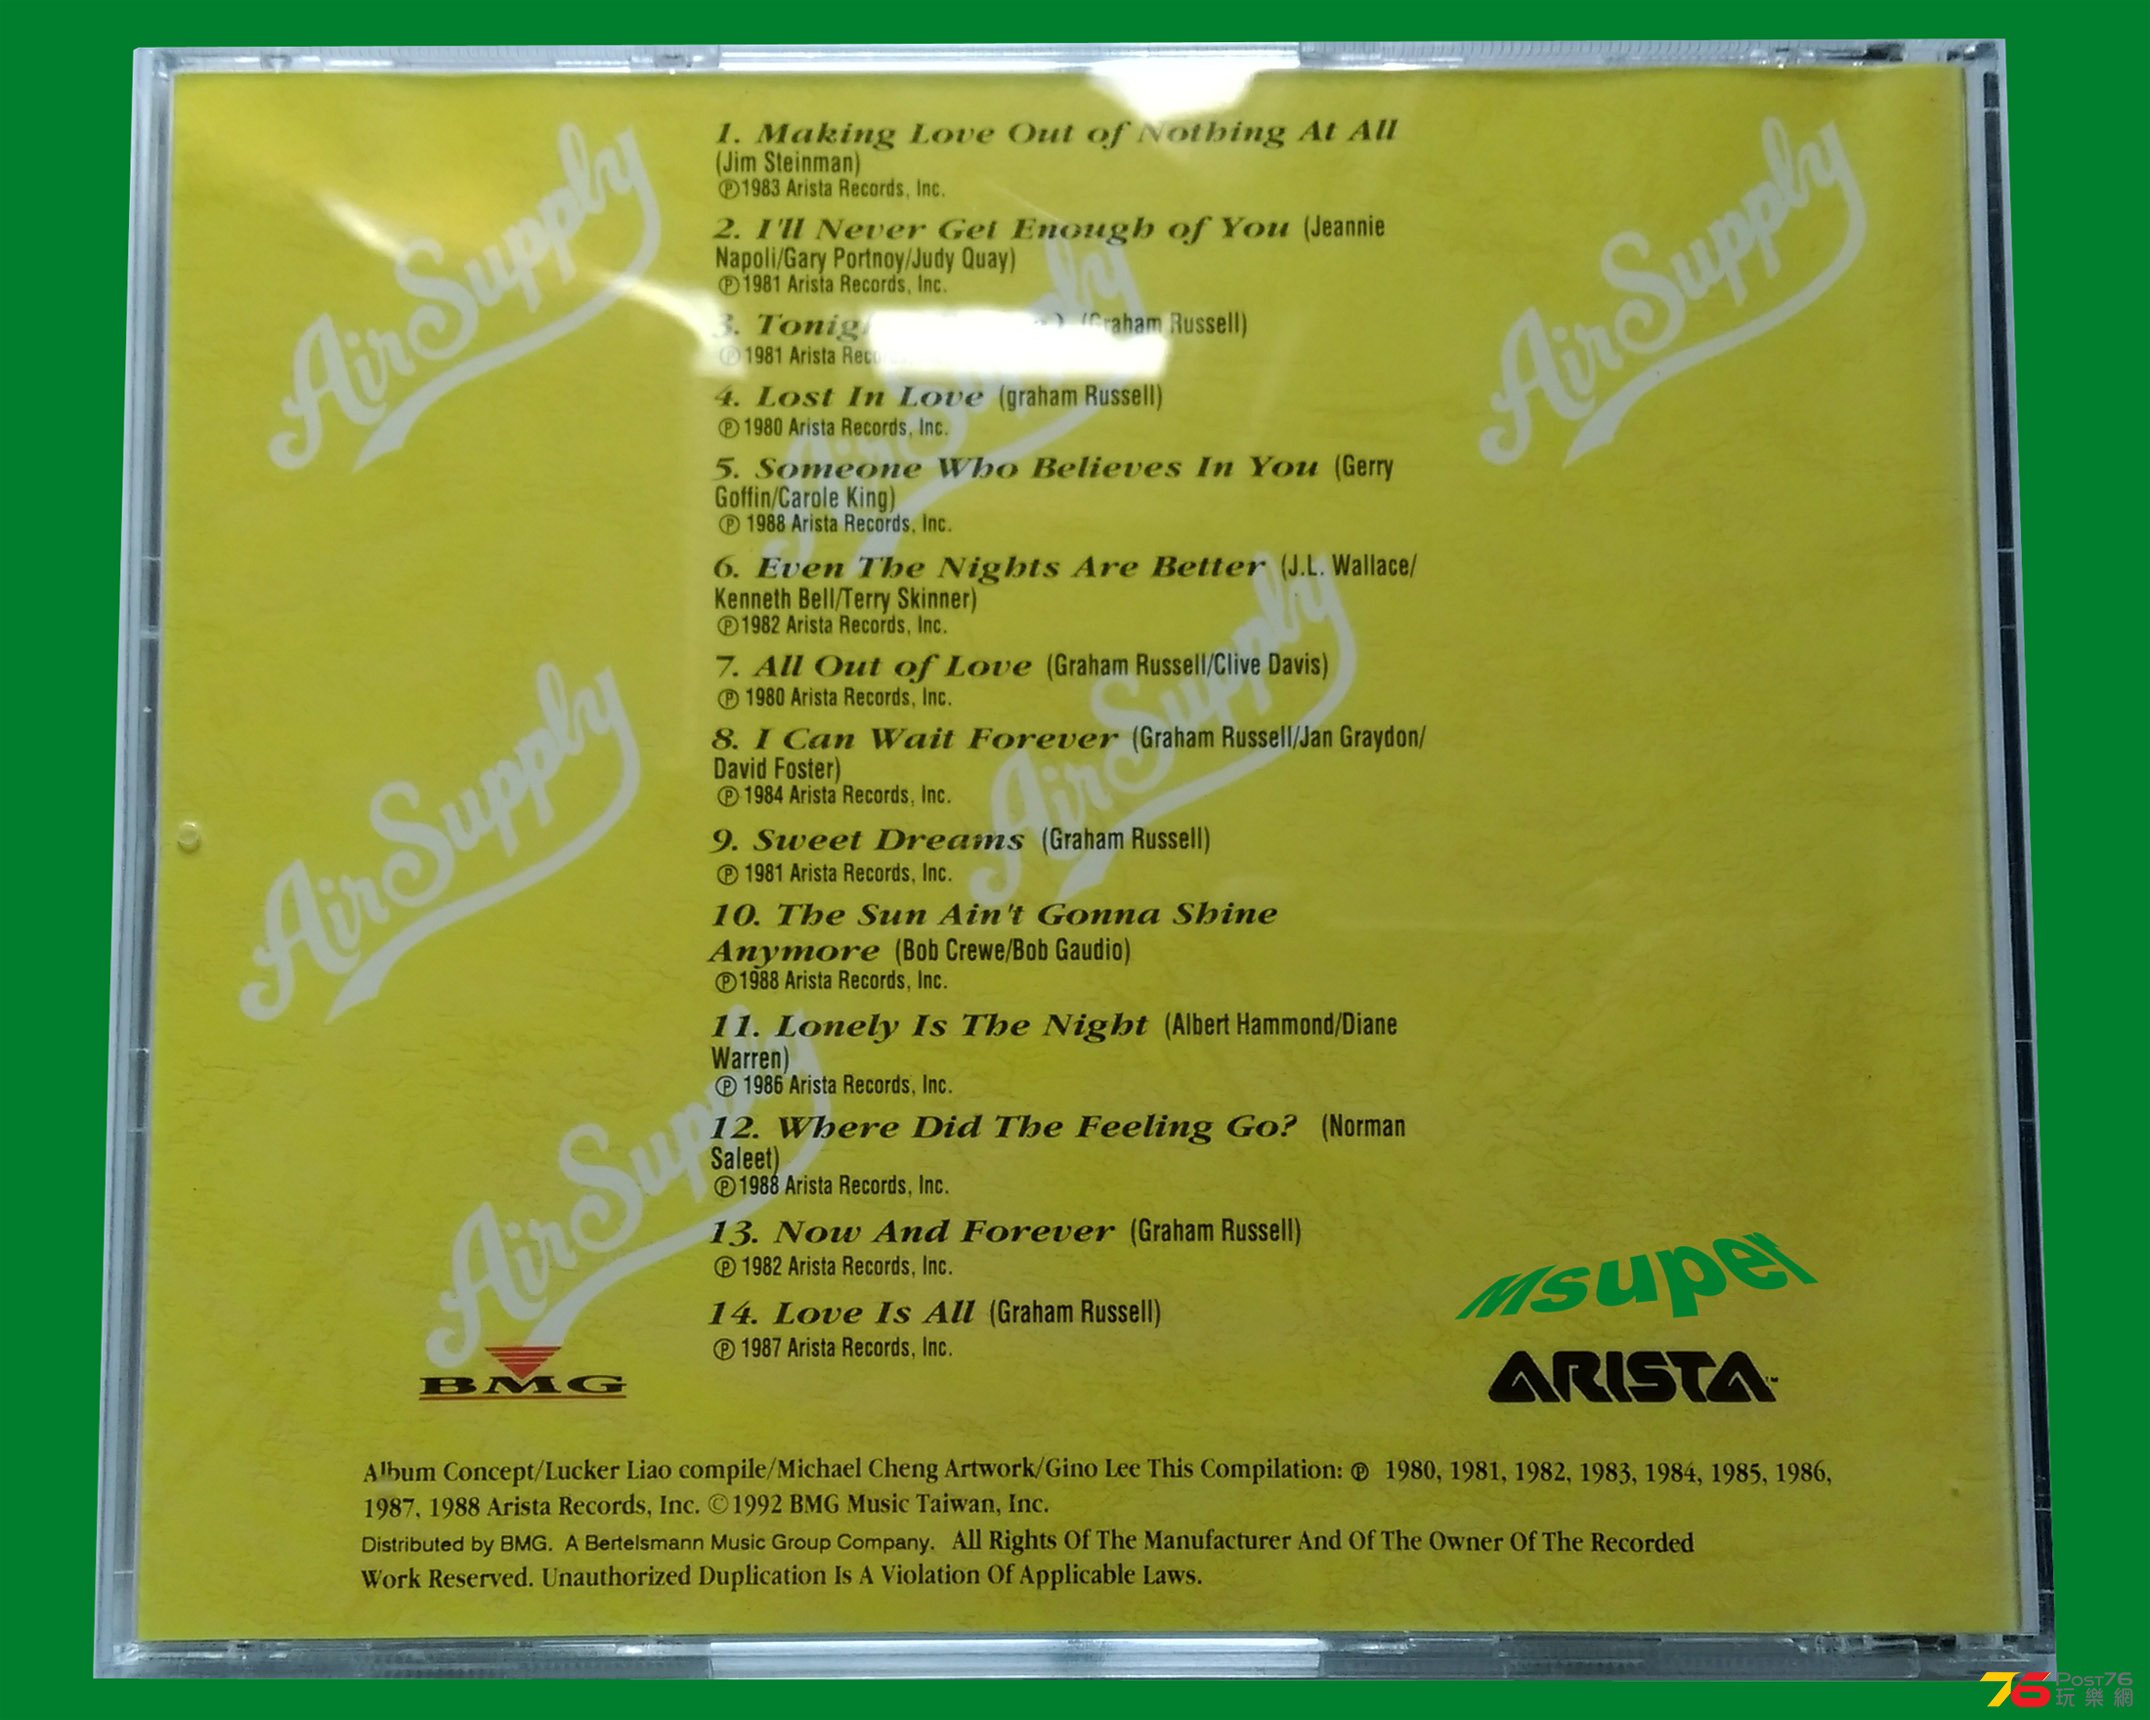 1. Making Love Out of Nothing At All
(Jim Steinman)
℗1983 Arista Records, Inc.
2. I'll Never Get Enough of You (Jeannie
Napoli/Gary Portnoy/Judy Quay)
℗1981 Arista Records, Inc.
3. (Graham Russell)
℗1981 Arista
4. Lost In Love (graham Russell)
℗1980 Arista Records, Inc.
5. Someone Who Believes In You (Gerry
Goffin/Carole King)
℗ 1988 Arista Records, Inc.
6. Even The Nights Are Better (J.L. Wallace/
Kenneth Bell/Terry Skinner)
℗1982 Arista Records, Inc.
7. All Out of Love (Graham Russell/Clive Davis)
℗ 1980 Arista Records, Inc.
8. I Can Wait Forever (Graham Russell/Jan Graydon/
David Foster)
℗ 1984 Arista Records, Inc.
9. Sweet Dreams (Graham Russell)
℗ 1981 Arista Records, Inc.
10. The Sun Ain't Gonna Shine
Anymore (Bob Crewe/Bob Gaudio)
℗1988 Arista Records, Inc.
11. Lonely Is The Night (Albert Hammond/Diane
Warren)
℗ 1986 Arista Records, Inc.
12. Where Did The Feeling Go? (Norman
Saleet)
℗1988 Arista Records, Inc.
13. Now And Forever (Graham Russell)
℗ 1982 Arista Records, Inc.
14. Love Is All (Graham Russell)
℗ 1987 Arista Records, Inc.
Air Supply
Air Supply
Air Supply
Air Supply
Air Supply
Air Supply
BMG
Msuper
ARISTA™
Album Concept/Lucker Liao compile/Michael Cheng Artwork/Gino Lee This Compilation: ℗ 1980, 1981, 1982, 1983, 1984, 1985, 1986,
1987, 1988 Arista Records, Inc. ©1992 BMG Music Taiwan, Inc.
Distributed by BMG. A Bertelsmann Music Group Company. All Rights Of The Manufacturer And Of The Owner Of The Recorded
Work Reserved. Unauthorized Duplication Is A Violation Of Applicable Laws.
76 Post76
玩樂網